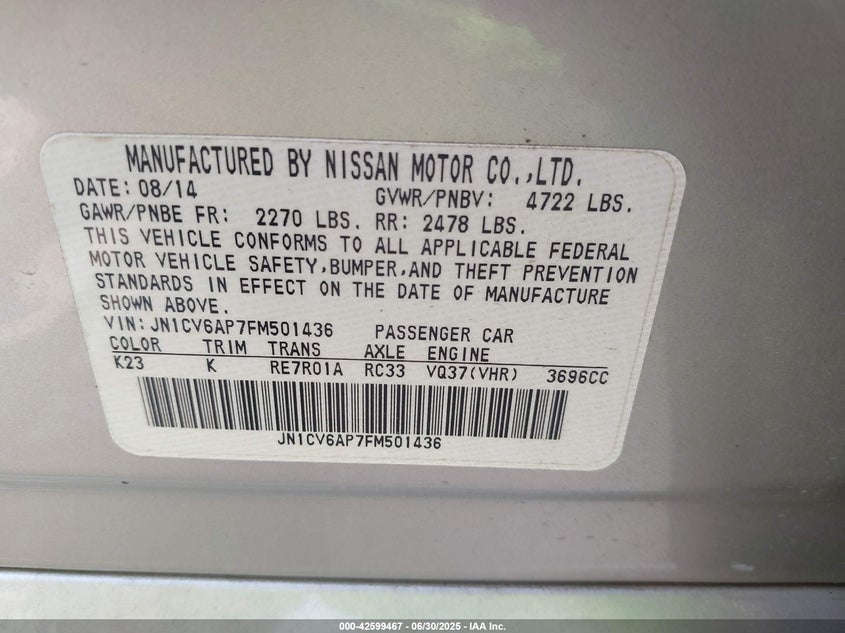 MANUFACTURED BY NISSAN MOTOR CO.,LTD.
DATE: 08/14 GVWR/PNBV: 4722 LBS.
GAWR/PNBE FR: 2270 LBS. RR: 2478 LBS.
THIS VEHICLE CONFORMS TO ALL APPLICABLE FEDERAL
MOTOR VEHICLE SAFETY,BUMPER,AND THEFT PREVENTION
STANDARDS IN EFFECT ON THE DATE OF MANUFACTURE
SHOWN ABOVE.
VIN: JN1CV6AP7FM501436 PASSENGER CAR
COLOR TRIM TRANS AXLE ENGINE
K23 K RE7R01A RC33 VQ37(VHR) 3696CC
JN1CV6AP7FM501436
000-42599467 - 06/30/2025 - IAA Inc.